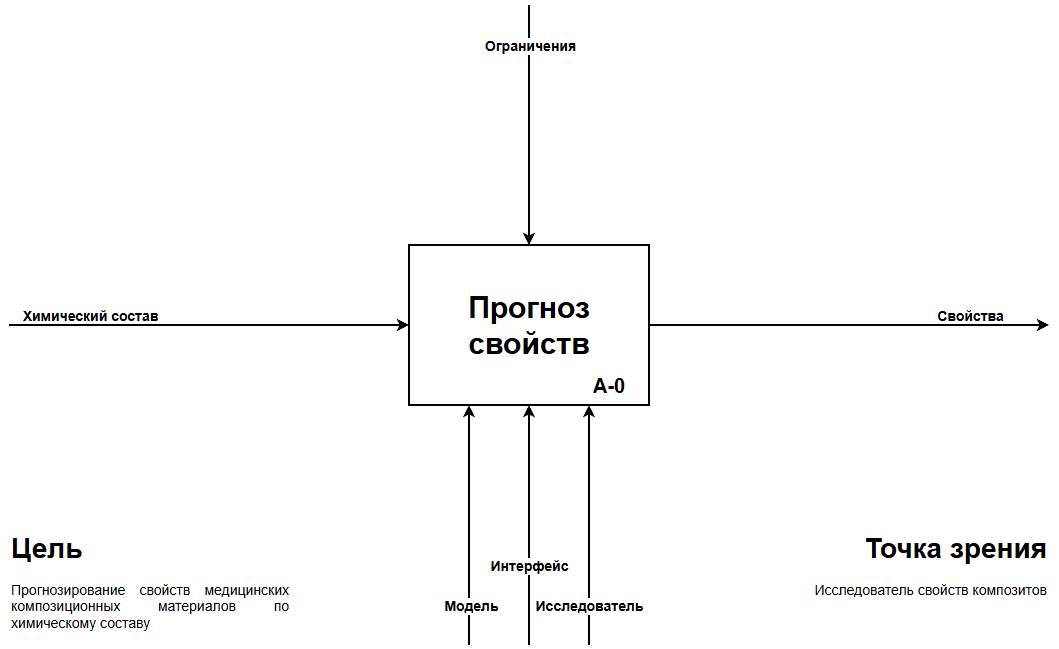 Ограничения
Химический состав
Свойства
Прогноз
свойств
A-0
Цель
Точка зрения
Прогнозирование свойств медицинских
композиционных материалов по
химическому составу
Исследователь свойств композитов
Интерфейс
Модель
Исследователь